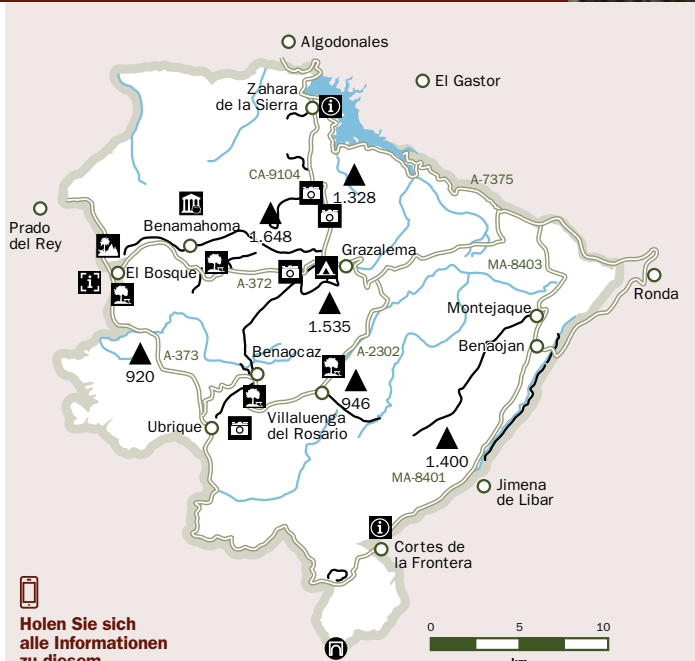 Algodonales
El Gastor
Zahara
de la Sierra
CA-9104
A-7375
1.328
Prado
del Rey
Benamahoma
1.648
Grazalema
MA-8403
El Bosque
A-372
Ronda
1.535
Montejaque
A-373
Benaocaz
A-2302
Benaojan
920
946
Ubrique
Villaluenga
del Rosario
1.400
MA-8401
Jimena
de Libar
Cortes de
la Frontera
Holen Sie sich
alle Informationen
zu diesem
0 5 10
km